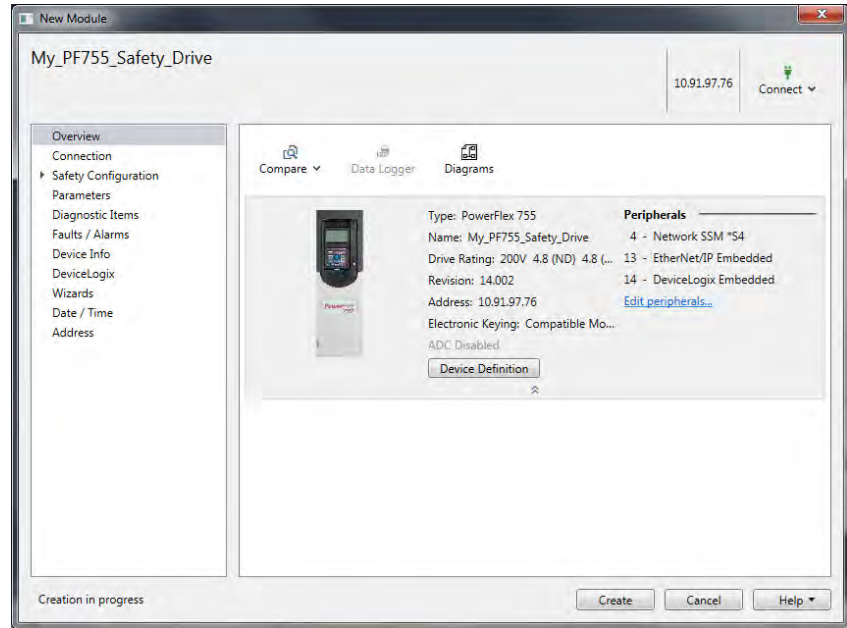 New Module
My_PF755_Safety_Drive
10.91.97.76
Connect
Overview
Connection
Safety Configuration
Parameters
Diagnostic Items
Faults / Alarms
Device Info
DeviceLogix
Wizards
Date / Time
Address
Compare
Data Logger
Diagrams
Type: PowerFlex 755
Name: My_PF755_Safety_Drive
Drive Rating: 200V 4.8 (ND) 4.8 (...
Revision: 14.002
Address: 10.91.97.76
Electronic Keying: Compatible Mo...
ADC Disabled
Device Definition
Peripherals
4 - Network SSM *S4
13 - EtherNet/IP Embedded
14 - DeviceLogix Embedded
Edit peripherals...
Creation in progress
Create
Cancel
Help